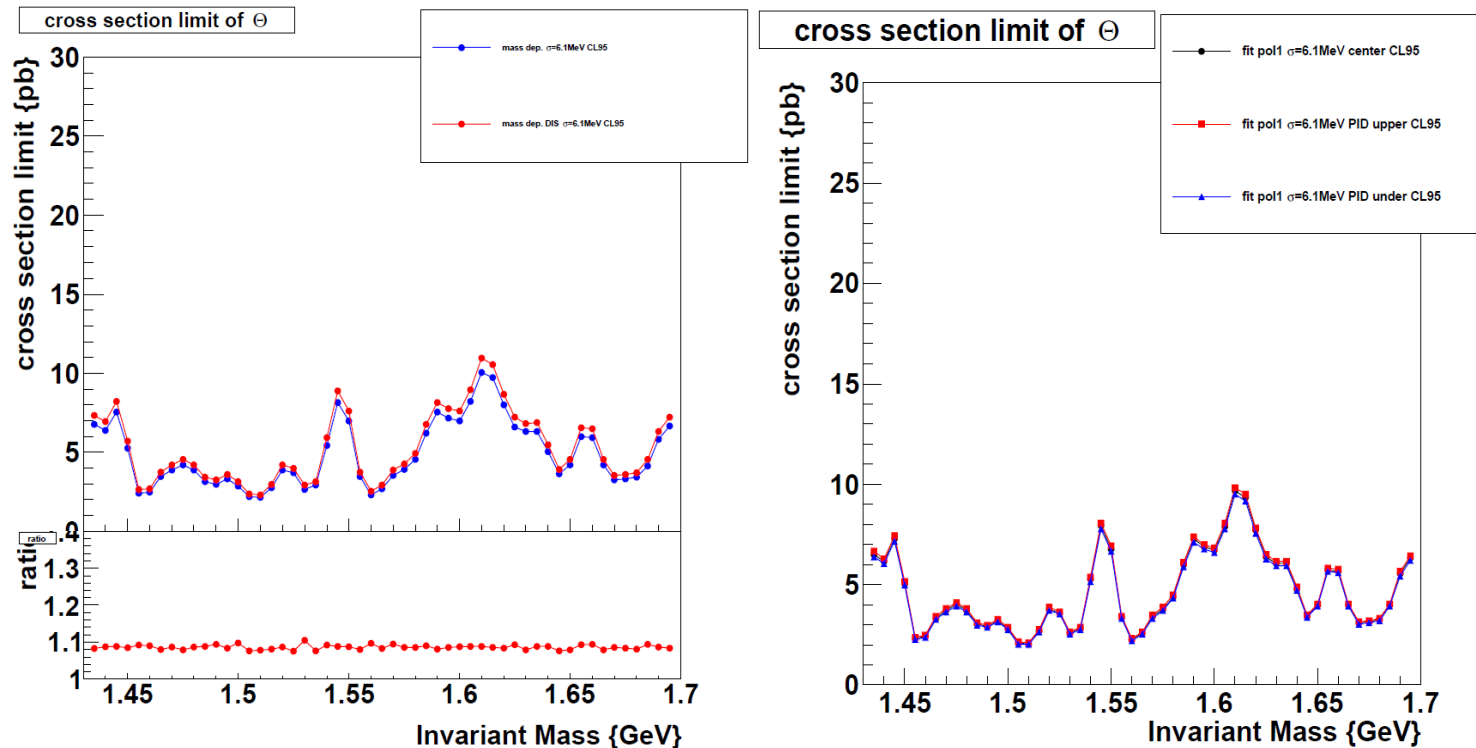 cross section limit of Θ
mass dep. σ=6.1MeV CL95
mass dep. DIS σ=6.1MeV CL95
cross section limit {pb}
30
25
20
15
10
5
0
ratio
ratio
.4
1.3
1.2
1.1
1
1.45
1.5
1.55
1.6
1.65
1.7
Invariant Mass {GeV}
cross section limit of Θ
fit pol1 σ=6.1MeV center CL95
fit pol1 σ=6.1MeV PID upper CL95
fit pol1 σ=6.1MeV PID under CL95
cross section limit {pb}
30
25
20
15
10
5
0
1.45
1.5
1.55
1.6
1.65
1.7
Invariant Mass {GeV}